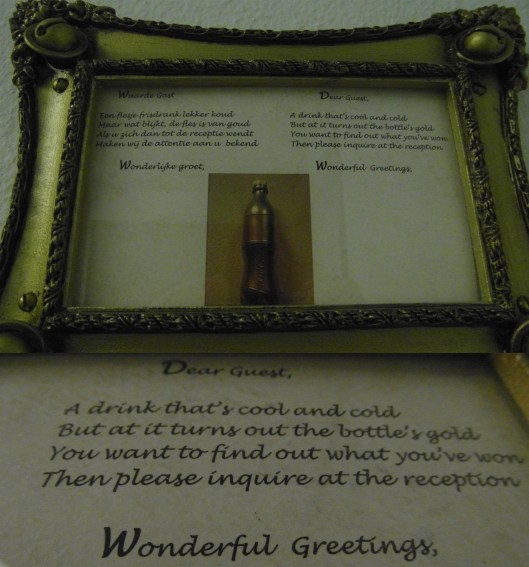 Waarde Gast
Een flesje frisdrank lekker koud
Maar wat blijkt, de fles is van goud
Als u zich dan tot de receptie wendt
Maken wij de attentie aan u bekend
Wonderlijke groet,
Dear Guest,
A drink that's cool and cold
But at it turns out the bottle's gold
You want to find out what you've won
Then please inquire at the reception
Wonderful Greetings,
Dear Guest,
A drink that's cool and cold
But at it turns out the bottle's gold
You want to find out what you've won
Then please inquire at the reception
Wonderful Greetings,